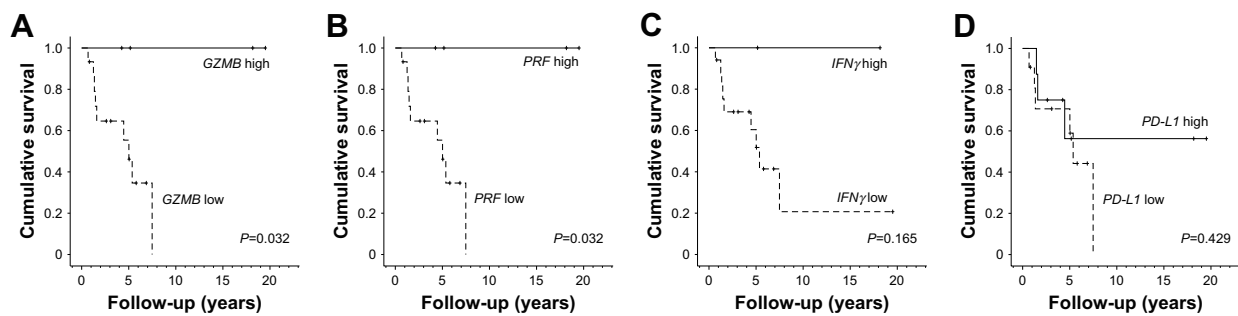 A
Cumulative survival
1.0
0.8
0.6
0.4
0.2
0
GZMB high
GZMB low
P=0.032
0 5 10 15 20
Follow-up (years)
B
Cumulative survival
1.0
0.8
0.6
0.4
0.2
0
PRF high
PRF low
P=0.032
0 5 10 15 20
Follow-up (years)
C
Cumulative survival
1.0
0.8
0.6
0.4
0.2
0
IFNγ high
IFNγ low
P=0.165
0 5 10 15 20
Follow-up (years)
D
Cumulative survival
1.0
0.8
0.6
0.4
0.2
0
PD-L1 high
PD-L1 low
P=0.429
0 5 10 15 20
Follow-up (years)